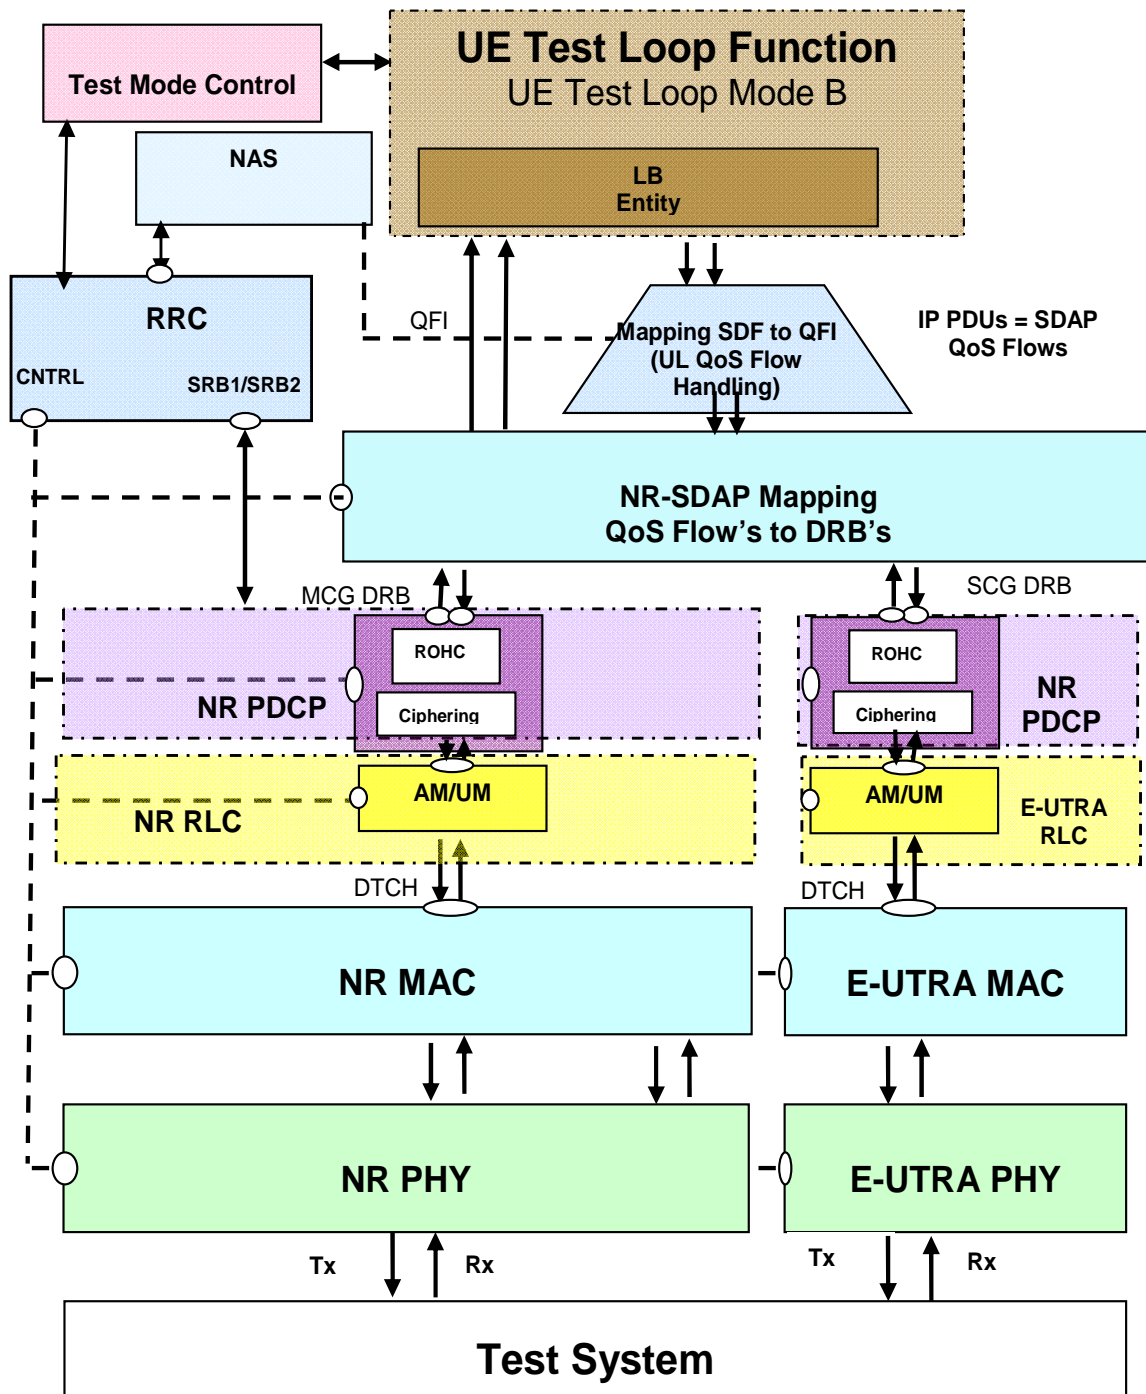 UE Test Loop Function
UE Test Loop Mode B
Test Mode Control
NAS
LB
Entity
RRC
QFI
Mapping SDF to QFI
(UL QoS Flow
Handling)
IP PDUs = SDAP
QoS Flows
CNTRL
SRB1/SRB2
NR-SDAP Mapping
QoS Flow’s to DRB’s
MCG DRB
SCG DRB
ROHC
NR PDCP
Ciphering
ROHC
Ciphering
NR
PDCP
AM/UM
NR RLC
AM/UM
E-UTRA
RLC
DTCH
DTCH
NR MAC
E-UTRA MAC
NR PHY
E-UTRA PHY
Tx
Rx
Tx
Rx
Test System